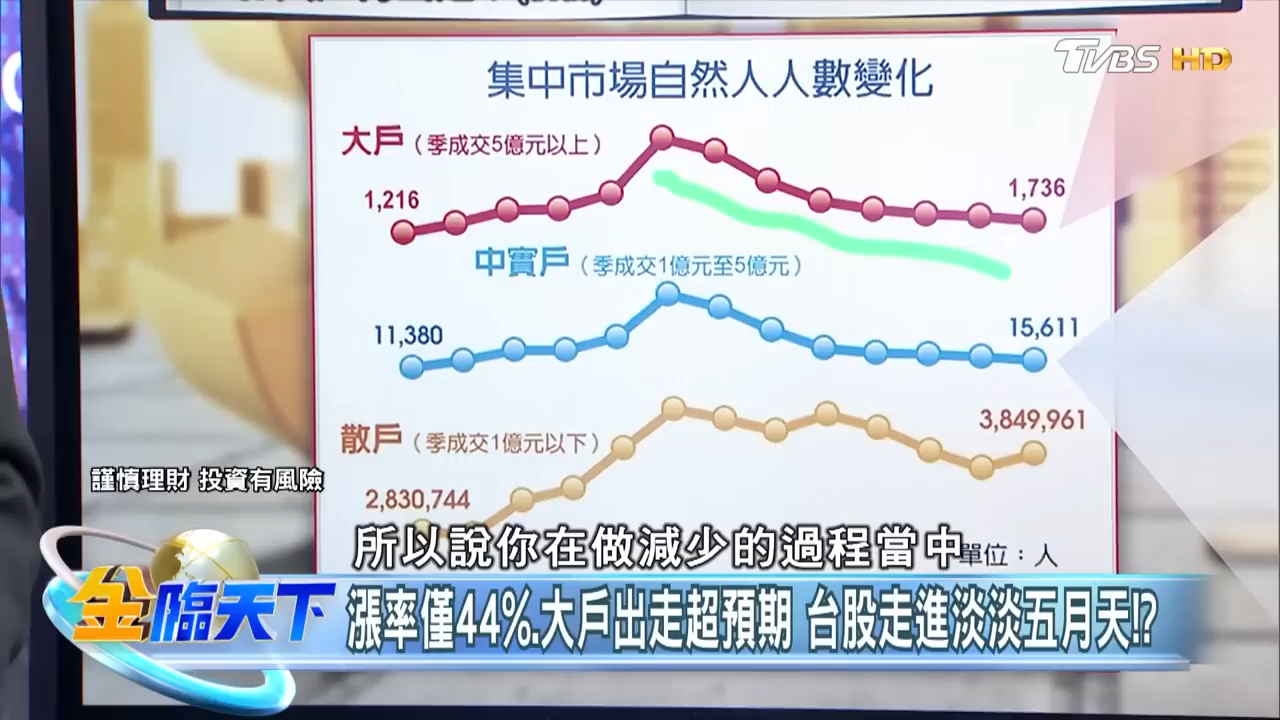 TVBS HD
集中市場自然人人數變化
大戶（季成交5億元以上）
1,216
1,736
中實戶（季成交1億元至5億元）
11,380
15,611
散戶（季成交1億元以下）
3,849,961
2,830,744
謹慎理財 投資有風險
單位：人
所以說你在做減少的過程當中
金臨天下
漲率僅44%.大戶出走超預期 台股走進淡淡五月天!?